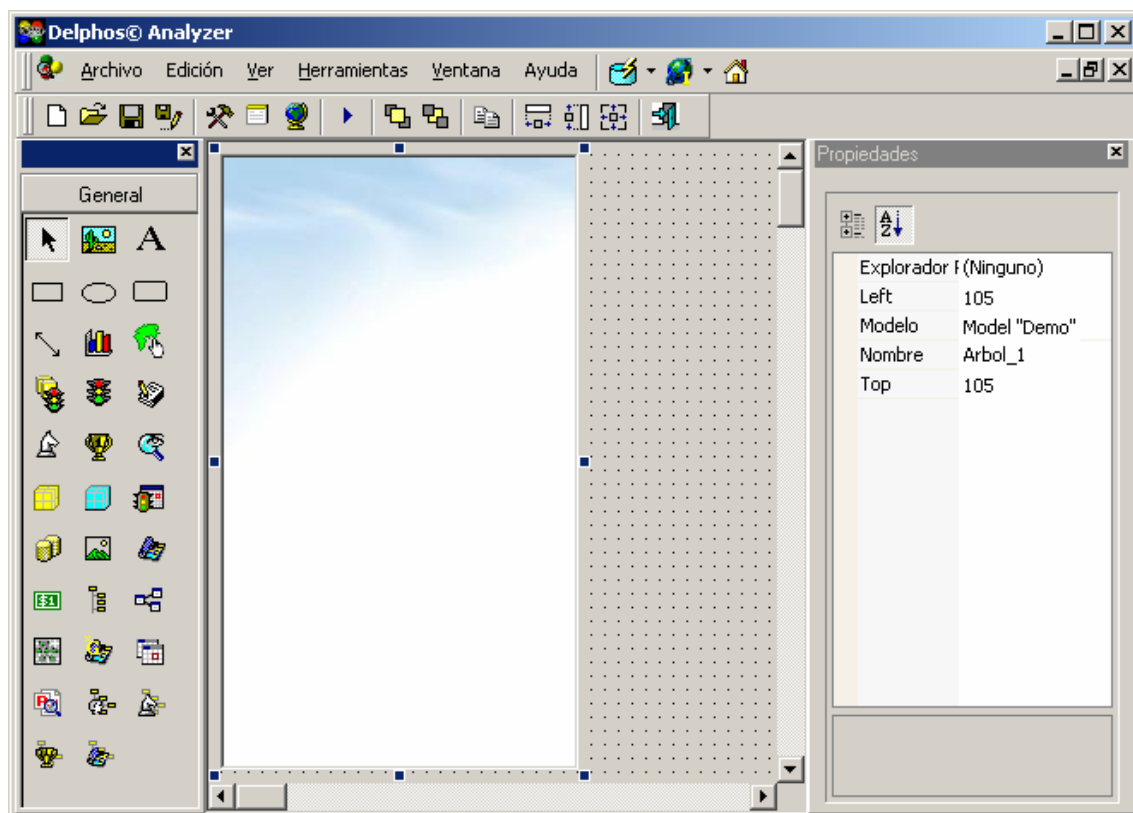 Delphos© Analyzer
Archivo Edición Ver Herramientas Ventana Ayuda
General
A
Propiedades
A
Z
Explorador (Ninguno)
Left 105
Modelo Model "Demo"
Nombre Arbol_1
Top 105